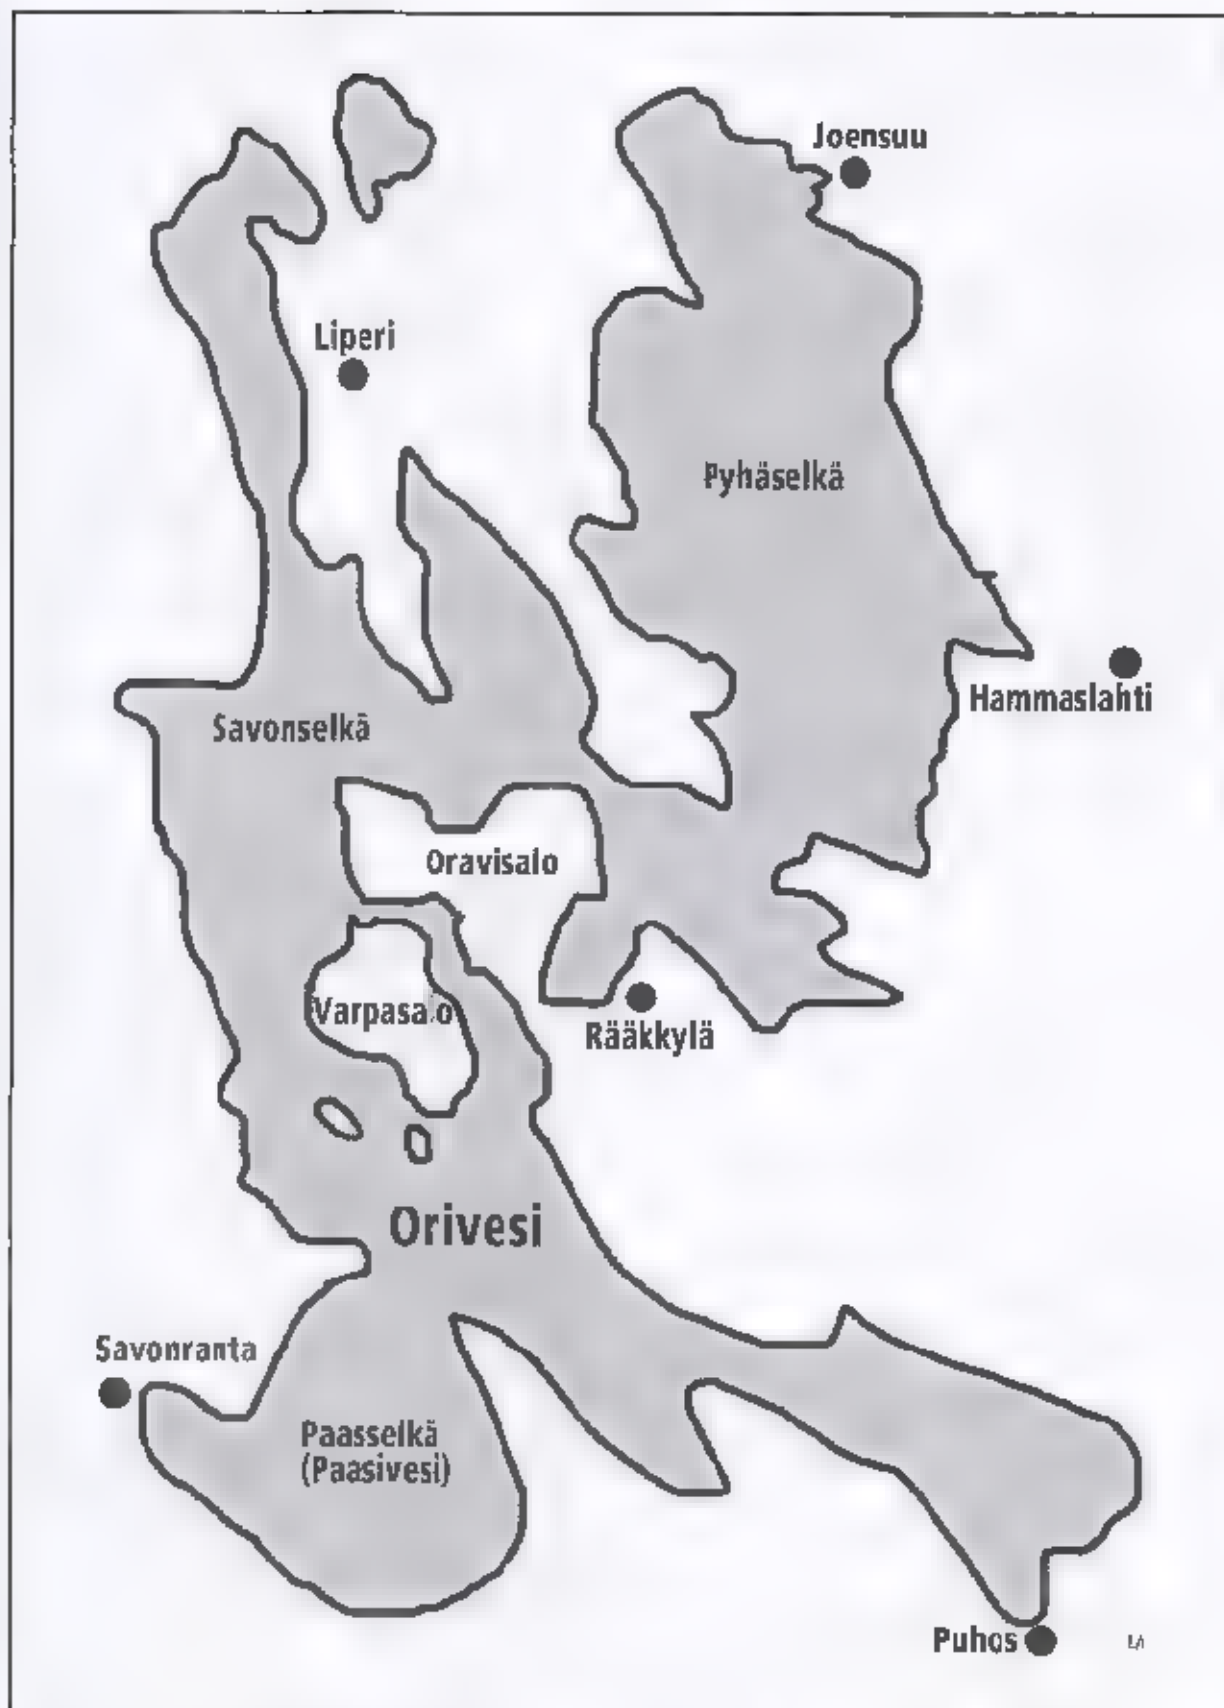 Joensuu
Liperi
Pyhäselkä
Hammaslahti
Savonselkä
Oravisalo
Varpasalo
Rääkkylä
Orivesi
Savonranta
Paasselkä
(Paasivesi)
Puhos